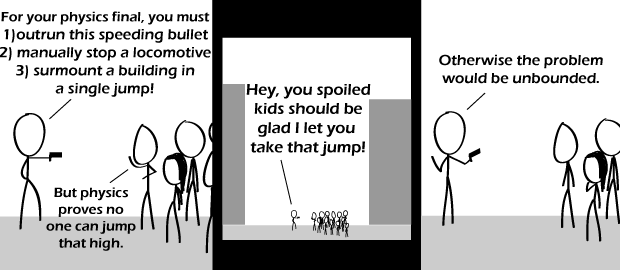 For your physics final, you must
1)outrun this speeding bullet
2) manually stop a locomotive
3) surmount a building in
a single jump!
But physics
proves no
one can jump
that high.
Hey, you spoiled
kids should be
glad I let you
take that jump!
Otherwise the problem
would be unbounded.